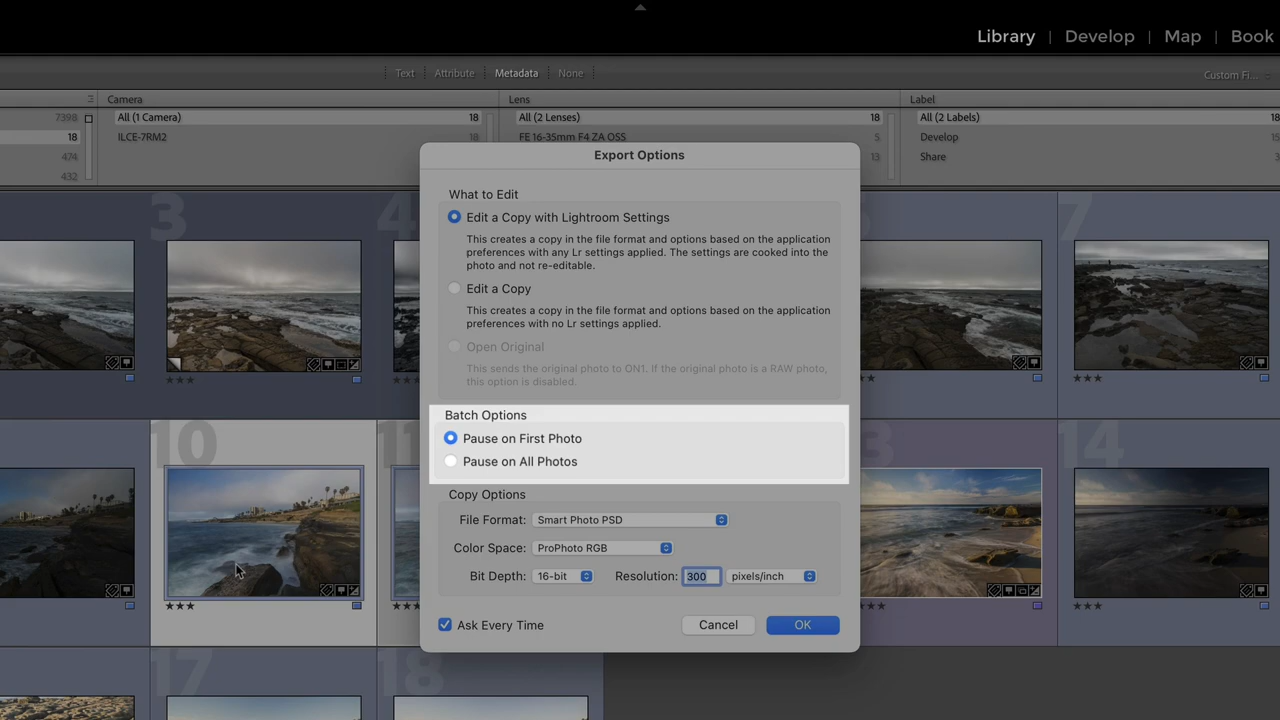 Library | Develop | Map | Book
Text Attribute Metadata None
Custom Fi...
Camera Lens Label
7398 All (1 Camera) 18 All (2 Lenses) 18 All (2 Labels) 18
18 ILCE-7RM2 18 FE 16-35mm F4 ZA OSS 5 Develop 18
474 13 Share 18
432
Export Options
What to Edit
Edit a Copy with Lightroom Settings
This creates a copy in the file format and options based on the application
preferences with any Lr settings applied. The settings are cooked into the
photo and not re-editable.
Edit a Copy
This creates a copy in the file format and options based on the application
preferences with no Lr settings applied.
Open Original
This sends the original photo to ON1. If the original photo is a RAW photo,
this option is disabled.
Batch Options
Pause on First Photo
Pause on All Photos
Copy Options
File Format: Smart Photo PSD
Color Space: ProPhoto RGB
Bit Depth: 16-bit Resolution: 300 pixels/inch
Ask Every Time Cancel OK
3 4 7
10 11 14
17 18